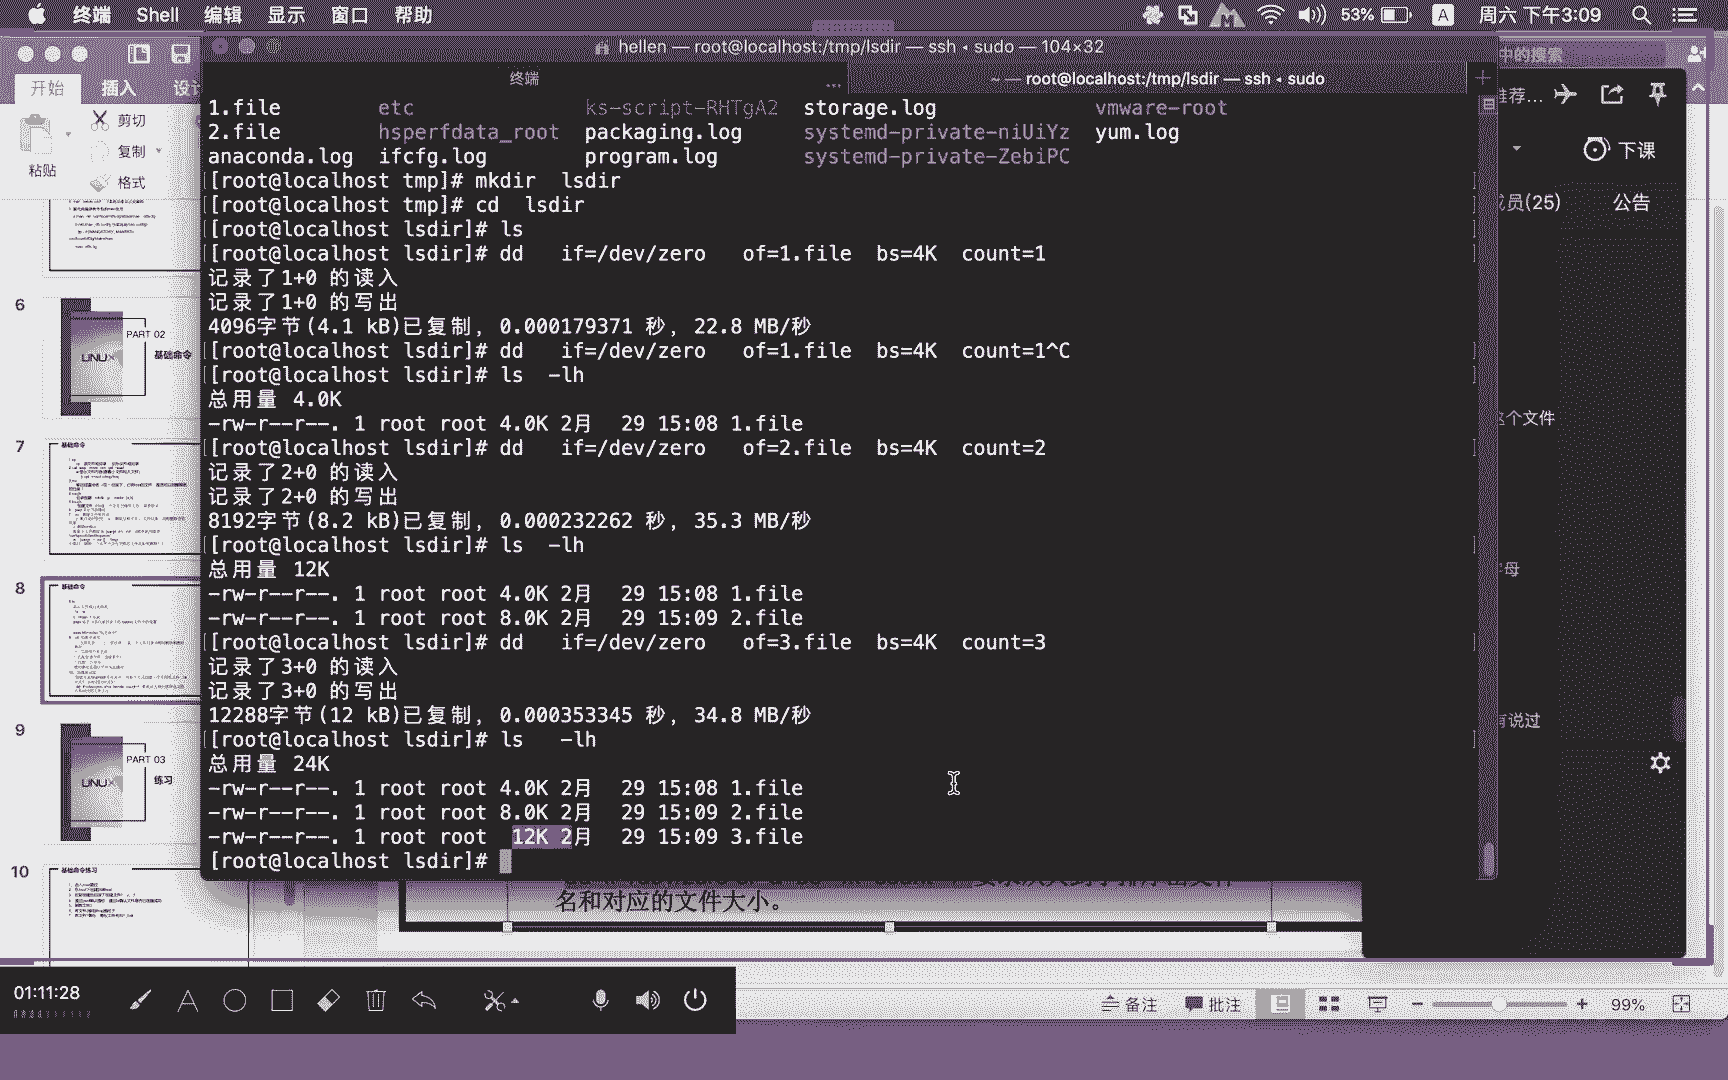 终端 Shell 编辑 显示 窗口 帮助
53% A 周六 下午3:09
hellen — root@localhost:/tmp/lsdir — ssh ◂ sudo — 104×32
中的搜索
开始 插入
终端 ... ~ — root@localhost:/tmp/lsdir — ssh ◂ sudo +
推荐...
剪切
复制
格式
粘贴
下课
成员(25) 公告
1.file etc ks-script-RHTgA2 storage.log vmware-root
2.file hsperfdata_root packaging.log systemd-private-niUiYz yum.log
anaconda.log ifcfg.log program.log systemd-private-ZebiPC
[root@localhost tmp]# mkdir lsdir
[root@localhost tmp]# cd lsdir
[root@localhost lsdir]# ls
[root@localhost lsdir]# dd if=/dev/zero of=1.file bs=4K count=1
记录了1+0 的读入
记录了1+0 的写出
4096字节(4.1 kB)已复制, 0.000179371 秒, 22.8 MB/秒
[root@localhost lsdir]# dd if=/dev/zero of=1.file bs=4K count=1^C
[root@localhost lsdir]# ls -lh
总用量 4.0K
-rw-r--r--. 1 root root 4.0K 2月 29 15:08 1.file
[root@localhost lsdir]# dd if=/dev/zero of=2.file bs=4K count=2
记录了2+0 的读入
记录了2+0 的写出
8192字节(8.2 kB)已复制, 0.000232262 秒, 35.3 MB/秒
[root@localhost lsdir]# ls -lh
总用量 12K
-rw-r--r--. 1 root root 4.0K 2月 29 15:08 1.file
-rw-r--r--. 1 root root 8.0K 2月 29 15:09 2.file
[root@localhost lsdir]# dd if=/dev/zero of=3.file bs=4K count=3
记录了3+0 的读入
记录了3+0 的写出
12288字节(12 kB)已复制, 0.000353345 秒, 34.8 MB/秒
[root@localhost lsdir]# ls -lh
总用量 24K
-rw-r--r--. 1 root root 4.0K 2月 29 15:08 1.file
-rw-r--r--. 1 root root 8.0K 2月 29 15:09 2.file
-rw-r--r--. 1 root root 12K 2月 29 15:09 3.file
[root@localhost lsdir]#
这个文件
字母
有说过
6
PART 02
LINUX
基础命令
7
基础命令
8
基础命令
9
PART 03
LINUX
练习
10
基础命令练习
名和对应的文件大小。
01:11:28
备注 批注 99%